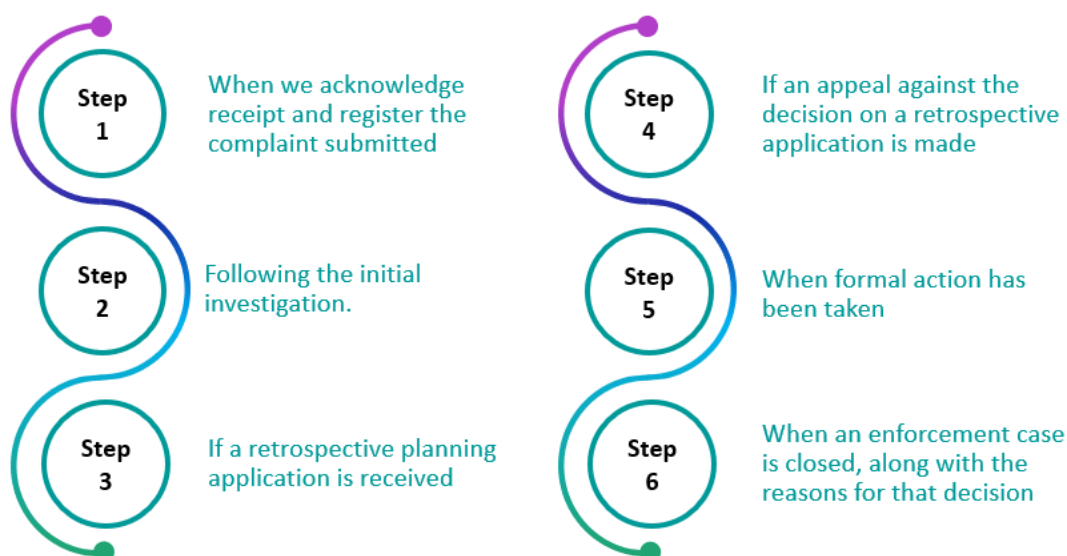 Step
1
When we acknowledge
receipt and register the
complaint submitted
Step
2
Following the initial
investigation.
Step
3
If a retrospective planning
application is received
Step
4
If an appeal against the
decision on a retrospective
application is made
Step
5
When formal action has
been taken
Step
6
When an enforcement case
is closed, along with the
reasons for that decision